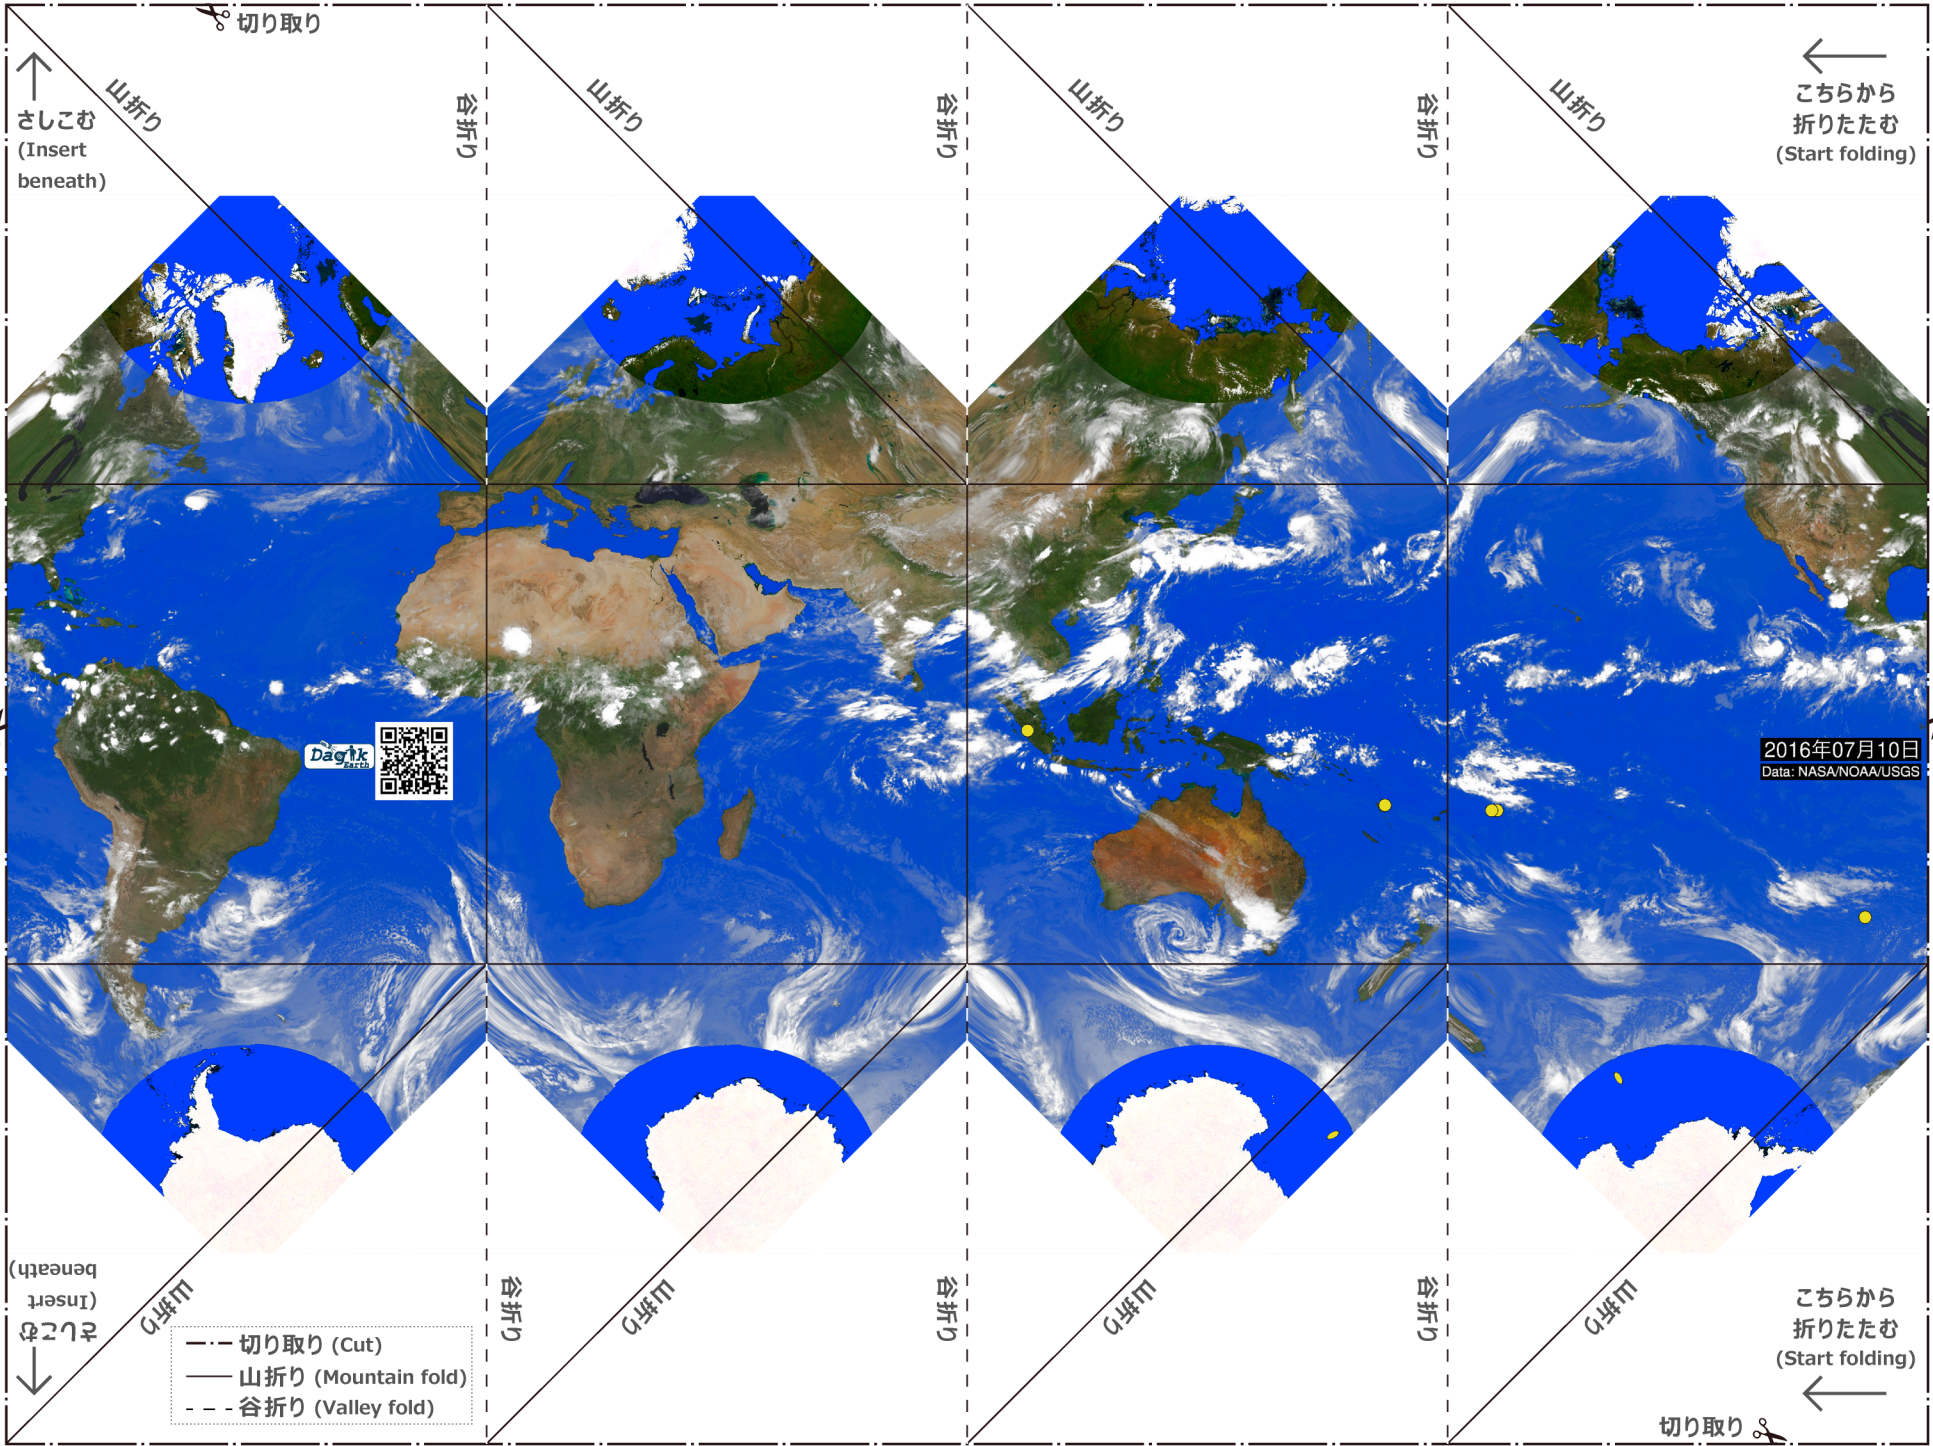 切り取り
山折り
谷折り
山折り
谷折り
山折り
谷折り
山折り
さしこむ
(Insert
beneath)
こちらから
折りたたむ
(Start folding)
Dagik
Earth
2016年07月10日
Data: NASA/NOAA/USGS
さしこむ
(Insert
beneath)
山折り
谷折り
山折り
谷折り
山折り
谷折り
山折り
こちらから
折りたたむ
(Start folding)
切り取り (Cut)
山折り (Mountain fold)
谷折り (Valley fold)
切り取り